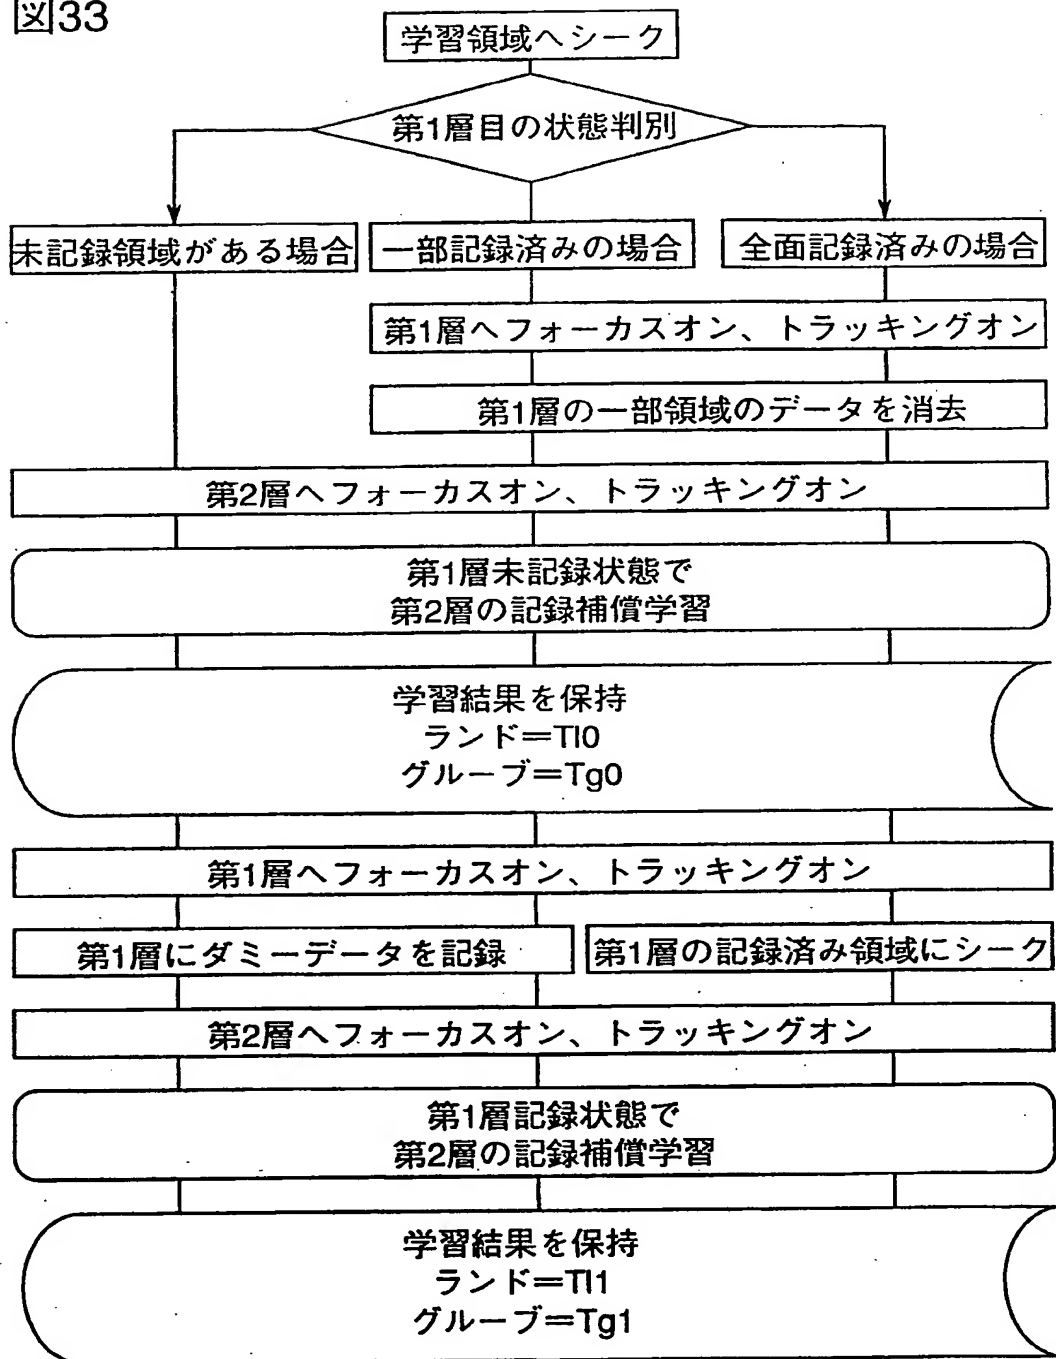 図33
学習領域へシーク
第1層目の状態判別
未記録領域がある場合
一部記録済みの場合
全面記録済みの場合
第1層へフォーカスオン、トラッキングオン
第1層の一部領域のデータを消去
第2層へフォーカスオン、トラッキングオン
第1層未記録状態で
第2層の記録補償学習
学習結果を保持
ランド=Tl0
グルーブ=Tg0
第1層へフォーカスオン、トラッキングオン
第1層にダミーデータを記録
第1層の記録済み領域にシーク
第2層へフォーカスオン、トラッキングオン
第1層記録状態で
第2層の記録補償学習
学習結果を保持
ランド=Tl1
グルーブ=Tg1